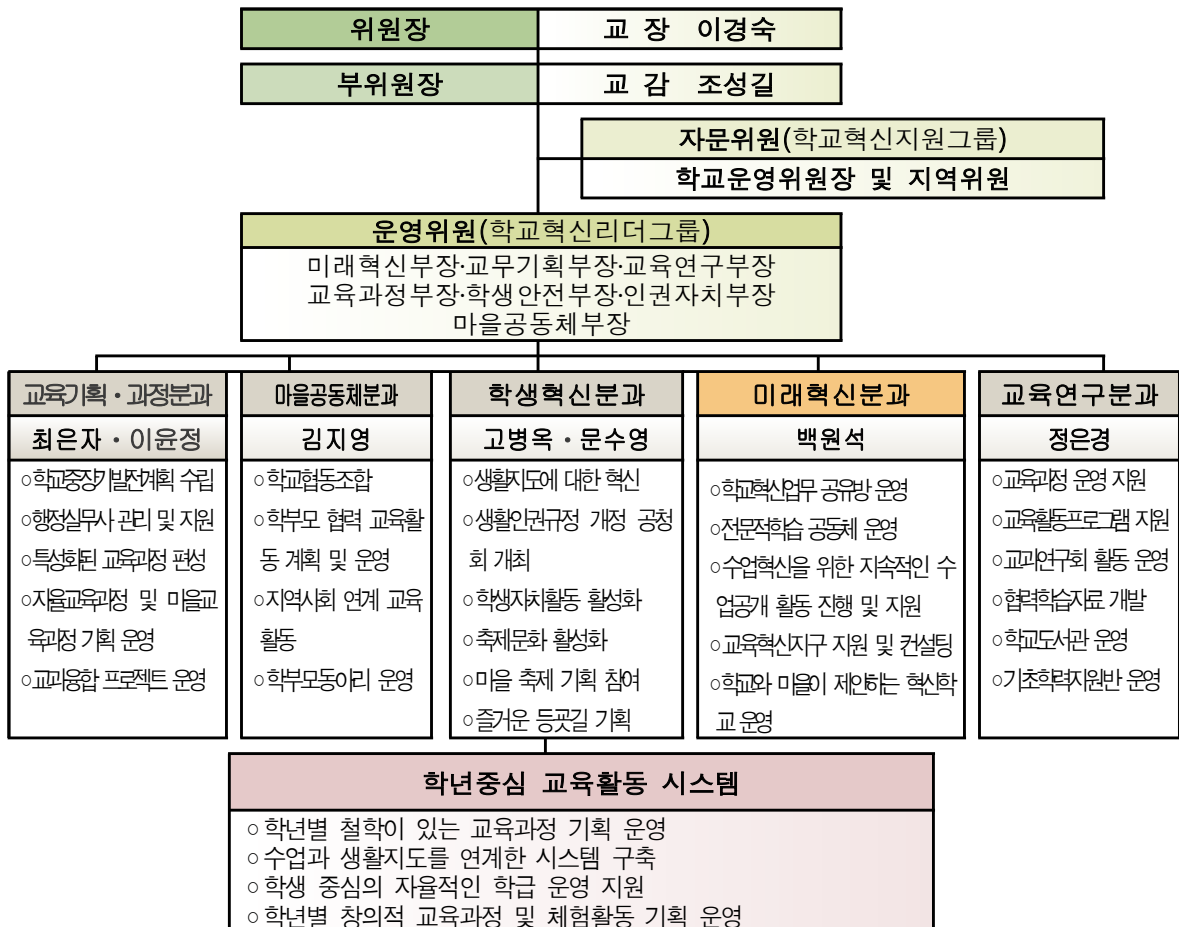 위원장
교 장 이경숙
부위원장
교 감 조성길
자문위원(학교혁신지원그룹)
학교운영위원장 및 지역위원
운영위원(학교혁신리더그룹)
미래혁신부장·교무기획부장·교육연구부장
교육과정부장·학생안전부장·인권자치부장
마을공동체부장
교육기획·과정분과
최은자·이윤정
○학교중장기발전계획 수립
○행정실무사 관리 및 지원
○특성화된 교육과정 편성
○자율교육과정 및 마을교
육과정 기획 운영
○교과융합 프로젝트 운영
마을공동체분과
김지영
○학교협동조합
○학부모 협력 교육활
동 계획 및 운영
○지역사회 연계 교육
활동
○학부모동아리 운영
학생혁신분과
고병옥·문수영
○생활지도에 대한 혁신
○생활인권규정 개정 공청
회 개최
○학생자치활동 활성화
○축제문화 활성화
○마을 축제 기획 참여
○즐거운 등굣길 기획
미래혁신분과
백원석
○학교혁신업무 공유방 운영
○전문적학습 공동체 운영
○수업혁신을 위한 지속적인 수
업공개 활동 진행 및 지원
○교육혁신지구 지원 및 컨설팅
○학교와 마을이 제안하는 혁신학
교 운영
교육연구분과
정은경
○교육과정 운영 지원
○교육활동프로그램 지원
○교과연구회 활동 운영
○협력학습자료 개발
○학교도서관 운영
○기초학력지원반 운영
학년중심 교육활동 시스템
○학년별 철학이 있는 교육과정 기획 운영
○수업과 생활지도를 연계한 시스템 구축
○학생 중심의 자율적인 학급 운영 지원
○학년별 창의적 교육과정 및 체험활동 기획 운영